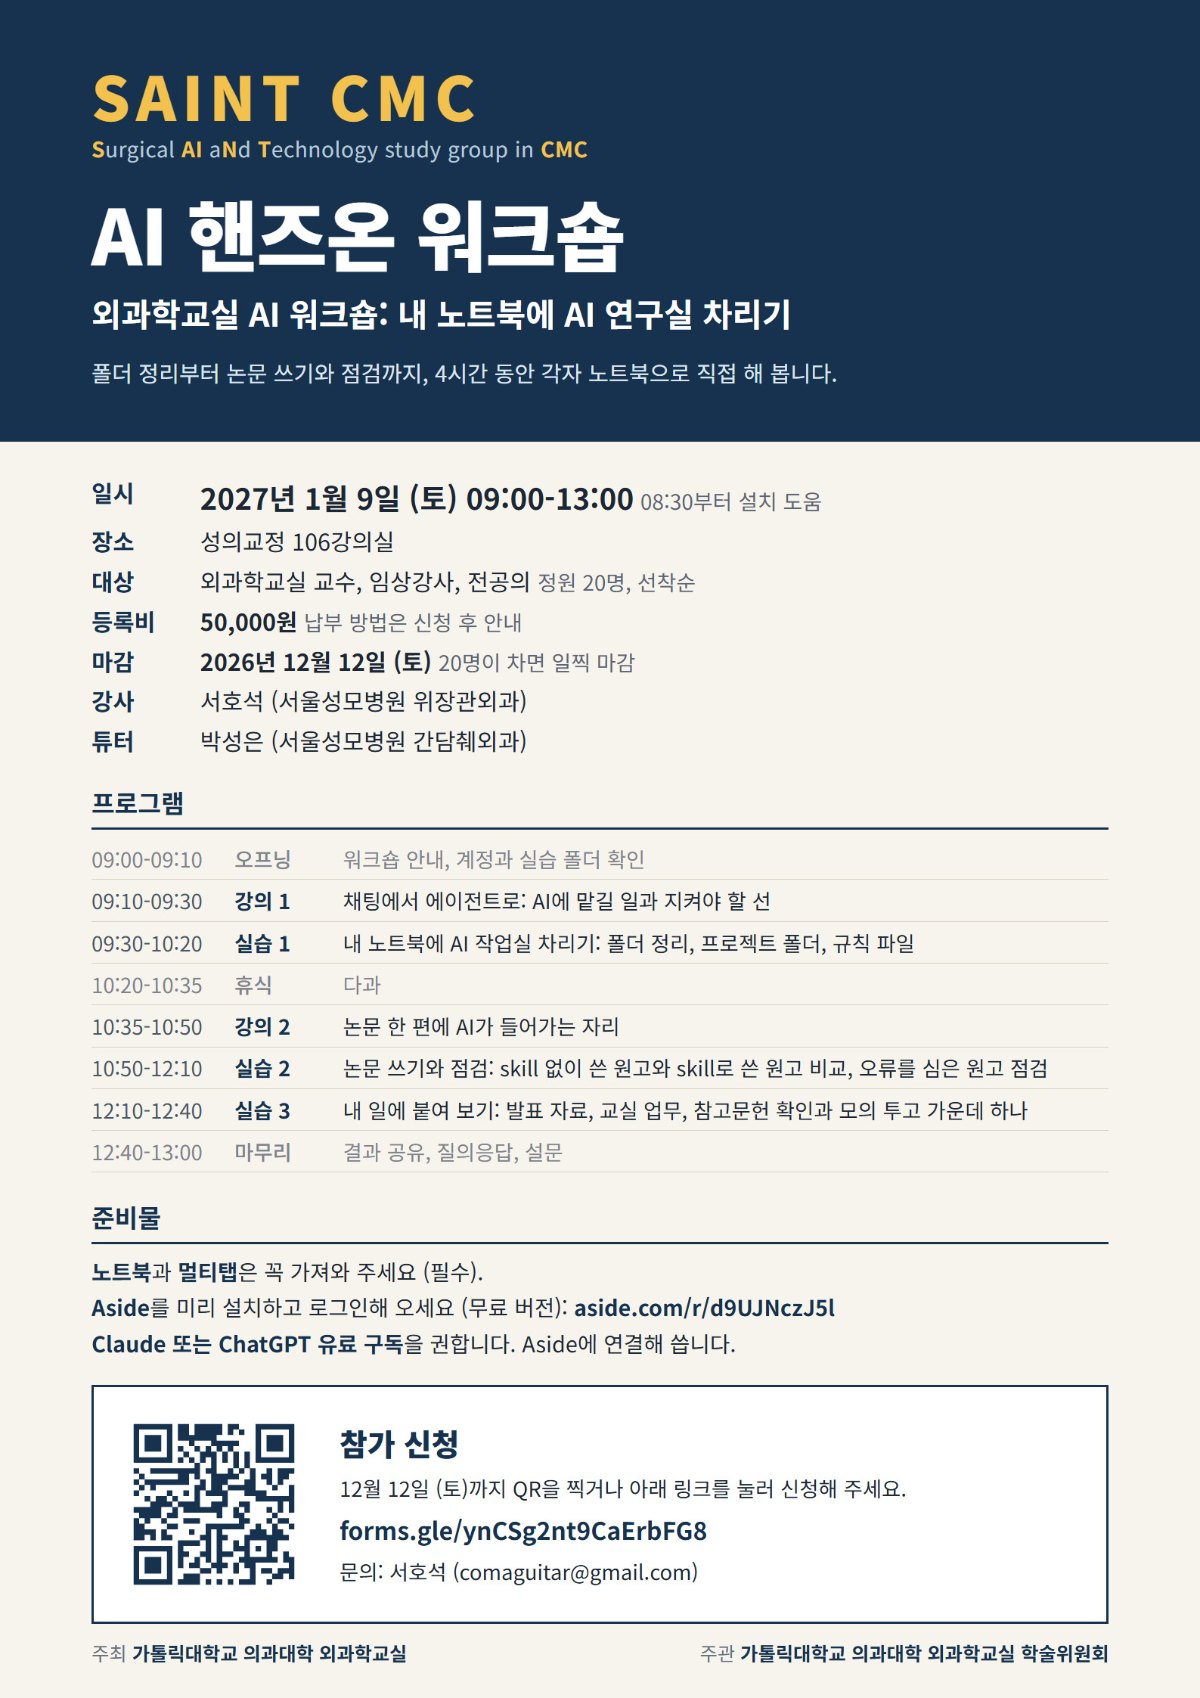 SAINT CMC
Surgical AI aNd Technology study group in CMC
AI 핸즈온 워크숍
외과학교실 AI 워크숍: 내 노트북에 AI 연구실 차리기
폴더 정리부터 논문 쓰기와 점검까지, 4시간 동안 각자 노트북으로 직접 해 봅니다.
일시 2027년 1월 9일 (토) 09:00-13:00 08:30부터 설치 도움
장소 성의교정 106강의실
대상 외과학교실 교수, 임상강사, 전공의 정원 20명, 선착순
등록비 50,000원 납부 방법은 신청 후 안내
마감 2026년 12월 12일 (토) 20명이 차면 일찍 마감
강사 서호석 (서울성모병원 위장관외과)
튜터 박성은 (서울성모병원 간담췌외과)
프로그램
09:00-09:10 오프닝 워크숍 안내, 계정과 실습 폴더 확인
09:10-09:30 강의 1 채팅에서 에이전트로: AI에 맡길 일과 지켜야 할 선
09:30-10:20 실습 1 내 노트북에 AI 작업실 차리기: 폴더 정리, 프로젝트 폴더, 규칙 파일
10:20-10:35 휴식 다과
10:35-10:50 강의 2 논문 한 편에 AI가 들어가는 자리
10:50-12:10 실습 2 논문 쓰기와 점검: skill 없이 쓴 원고와 skill로 쓴 원고 비교, 오류를 심은 원고 점검
12:10-12:40 실습 3 내 일에 붙여 보기: 발표 자료, 교실 업무, 참고문헌 확인과 모의 투고 가운데 하나
12:40-13:00 마무리 결과 공유, 질의응답, 설문
준비물
노트북과 멀티탭은 꼭 가져와 주세요 (필수).
Aside를 미리 설치하고 로그인해 오세요 (무료 버전): aside.com/r/d9UJNczJ5l
Claude 또는 ChatGPT 유료 구독을 권합니다. Aside에 연결해 씁니다.
참가 신청
12월 12일 (토)까지 QR을 찍거나 아래 링크를 눌러 신청해 주세요.
forms.gle/ynCSg2nt9CaErbFG8
문의: 서호석 (comaguitar@gmail.com)
주최 가톨릭대학교 의과대학 외과학교실 주관 가톨릭대학교 의과대학 외과학교실 학술위원회